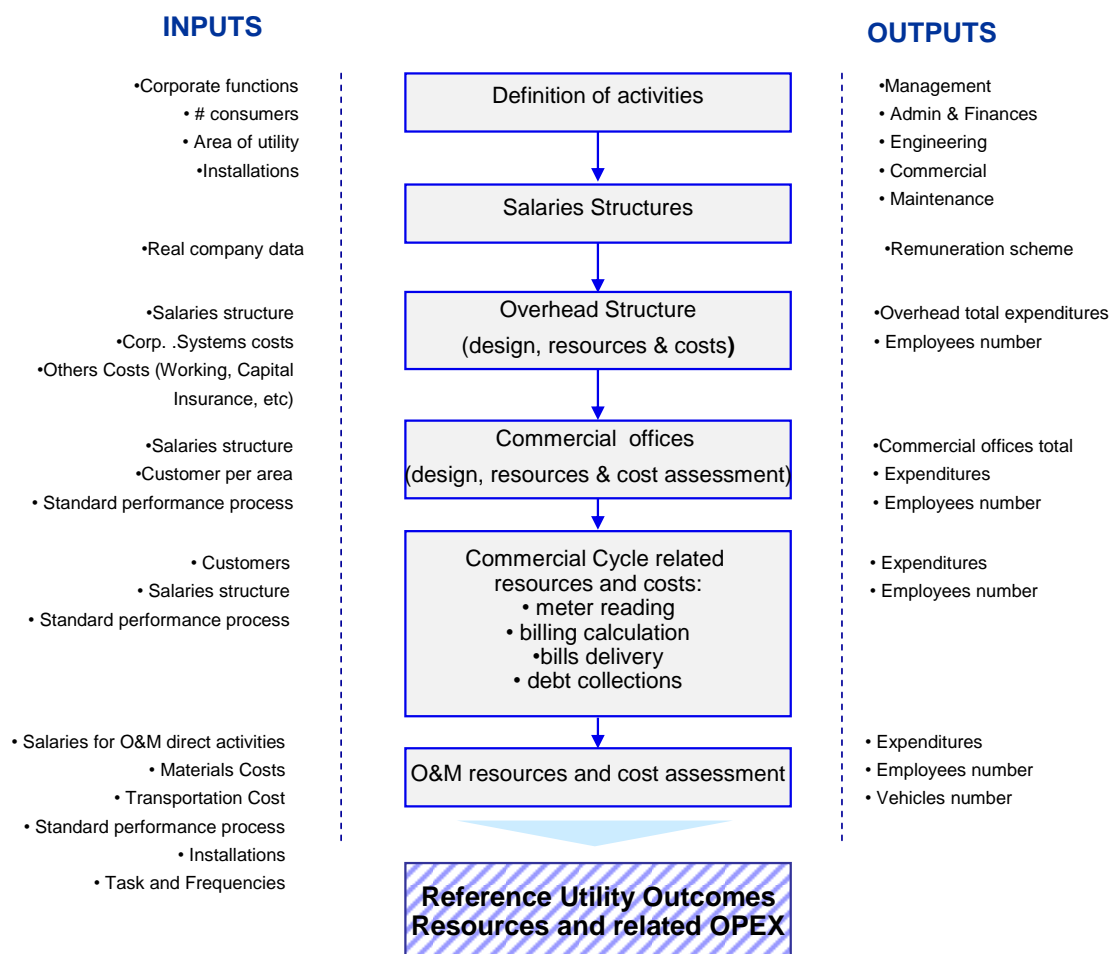 INPUTS
OUTPUTS
•Corporate functions
• # consumers
• Area of utility
•Installations
Definition of activities
•Management
• Admin & Finances
• Engineering
• Commercial
• Maintenance
Salaries Structures
•Real company data
•Remuneration scheme
•Salaries structure
•Corp. .Systems costs
•Others Costs (Working, Capital
Insurance, etc)
Overhead Structure
(design, resources & costs)
•Overhead total expenditures
• Employees number
•Salaries structure
•Customer per area
• Standard performance process
Commercial offices
(design, resources & cost assessment)
•Commercial offices total
• Expenditures
• Employees number
• Customers
• Salaries structure
• Standard performance process
Commercial Cycle related
resources and costs:
• meter reading
• billing calculation
•bills delivery
• debt collections
• Expenditures
• Employees number
• Salaries for O&M direct activities
• Materials Costs
• Transportation Cost
• Standard performance process
• Installations
• Task and Frequencies
O&M resources and cost assessment
• Expenditures
• Employees number
• Vehicles number
Reference Utility Outcomes
Resources and related OPEX